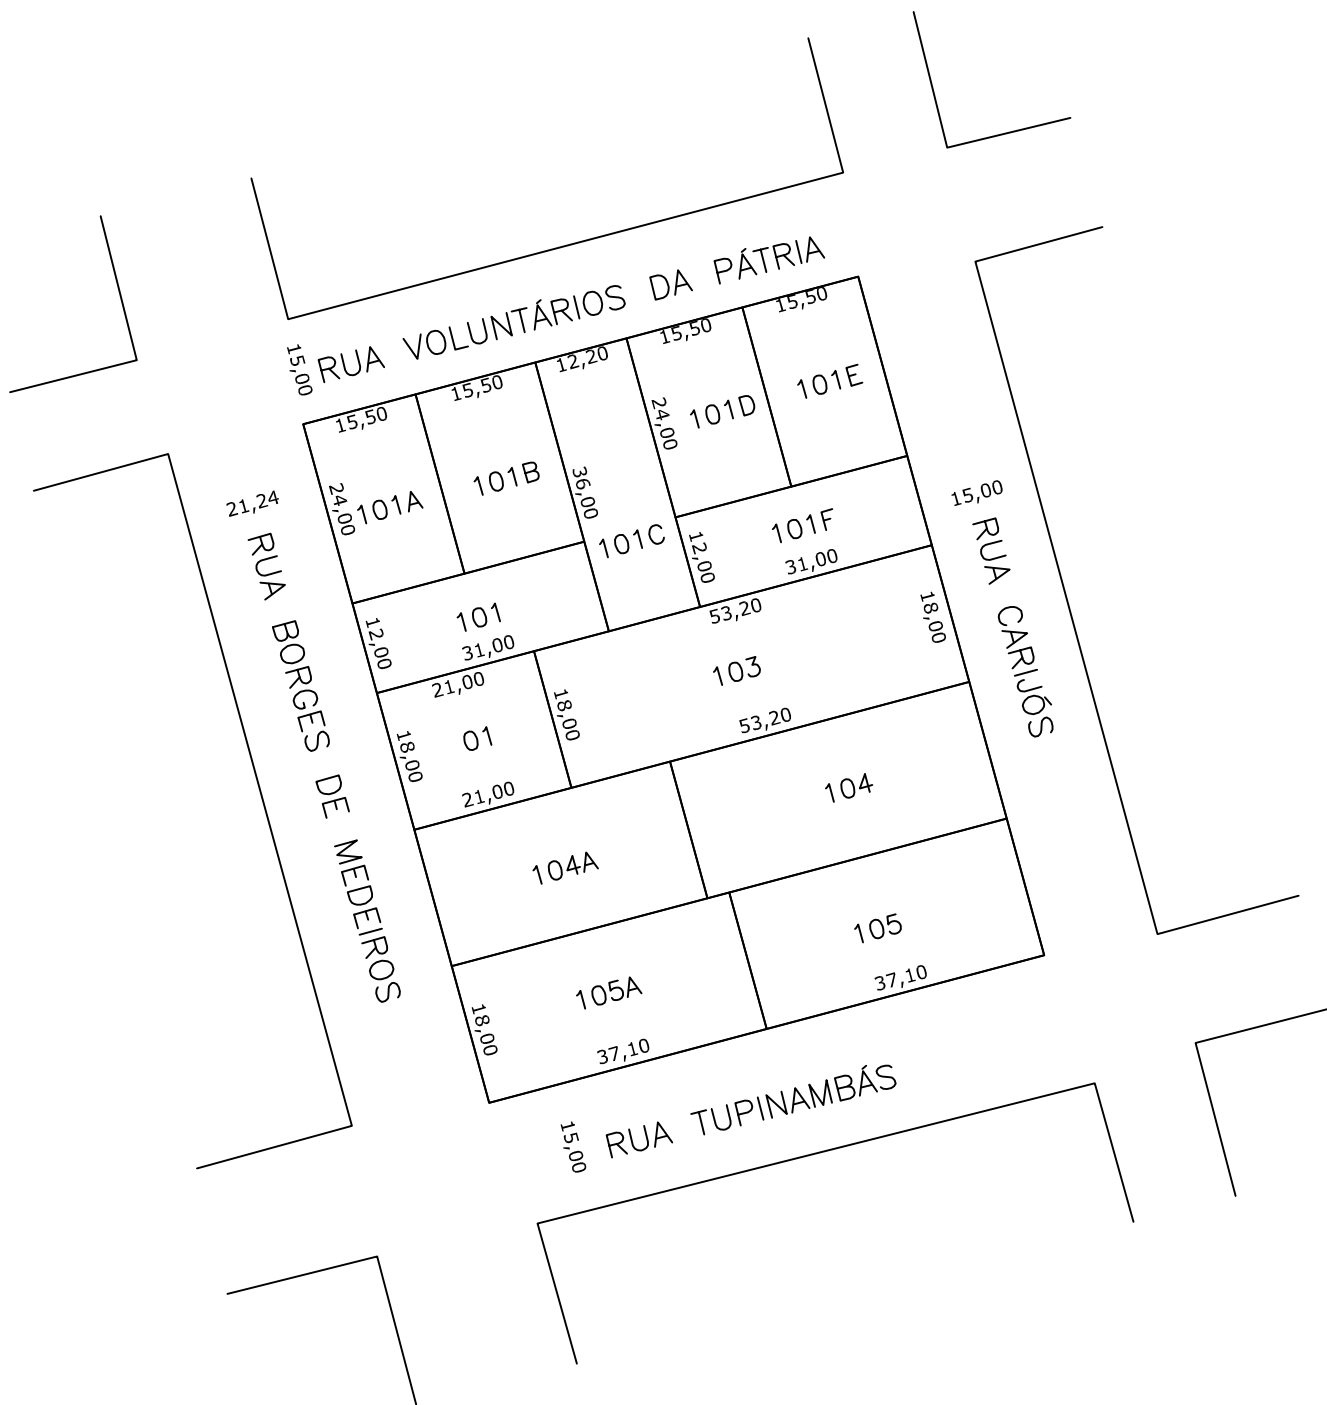 RUA VOLUNTÁRIOS DA PÁTRIA
15,00
15,50
15,50
12,20
15,50
15,50
101A
101B
101C
101D
101E
24,00
36,00
24,00
21,24
RUA BORGES DE MEDEIROS
15,00
RUA CARIJÓS
101F
12,00
31,00
101
12,00
31,00
53,20
18,00
103
53,20
21,00
18,00
01
18,00
21,00
104
104A
105
37,10
105A
18,00
37,10
15,00
RUA TUPINAMBÁS